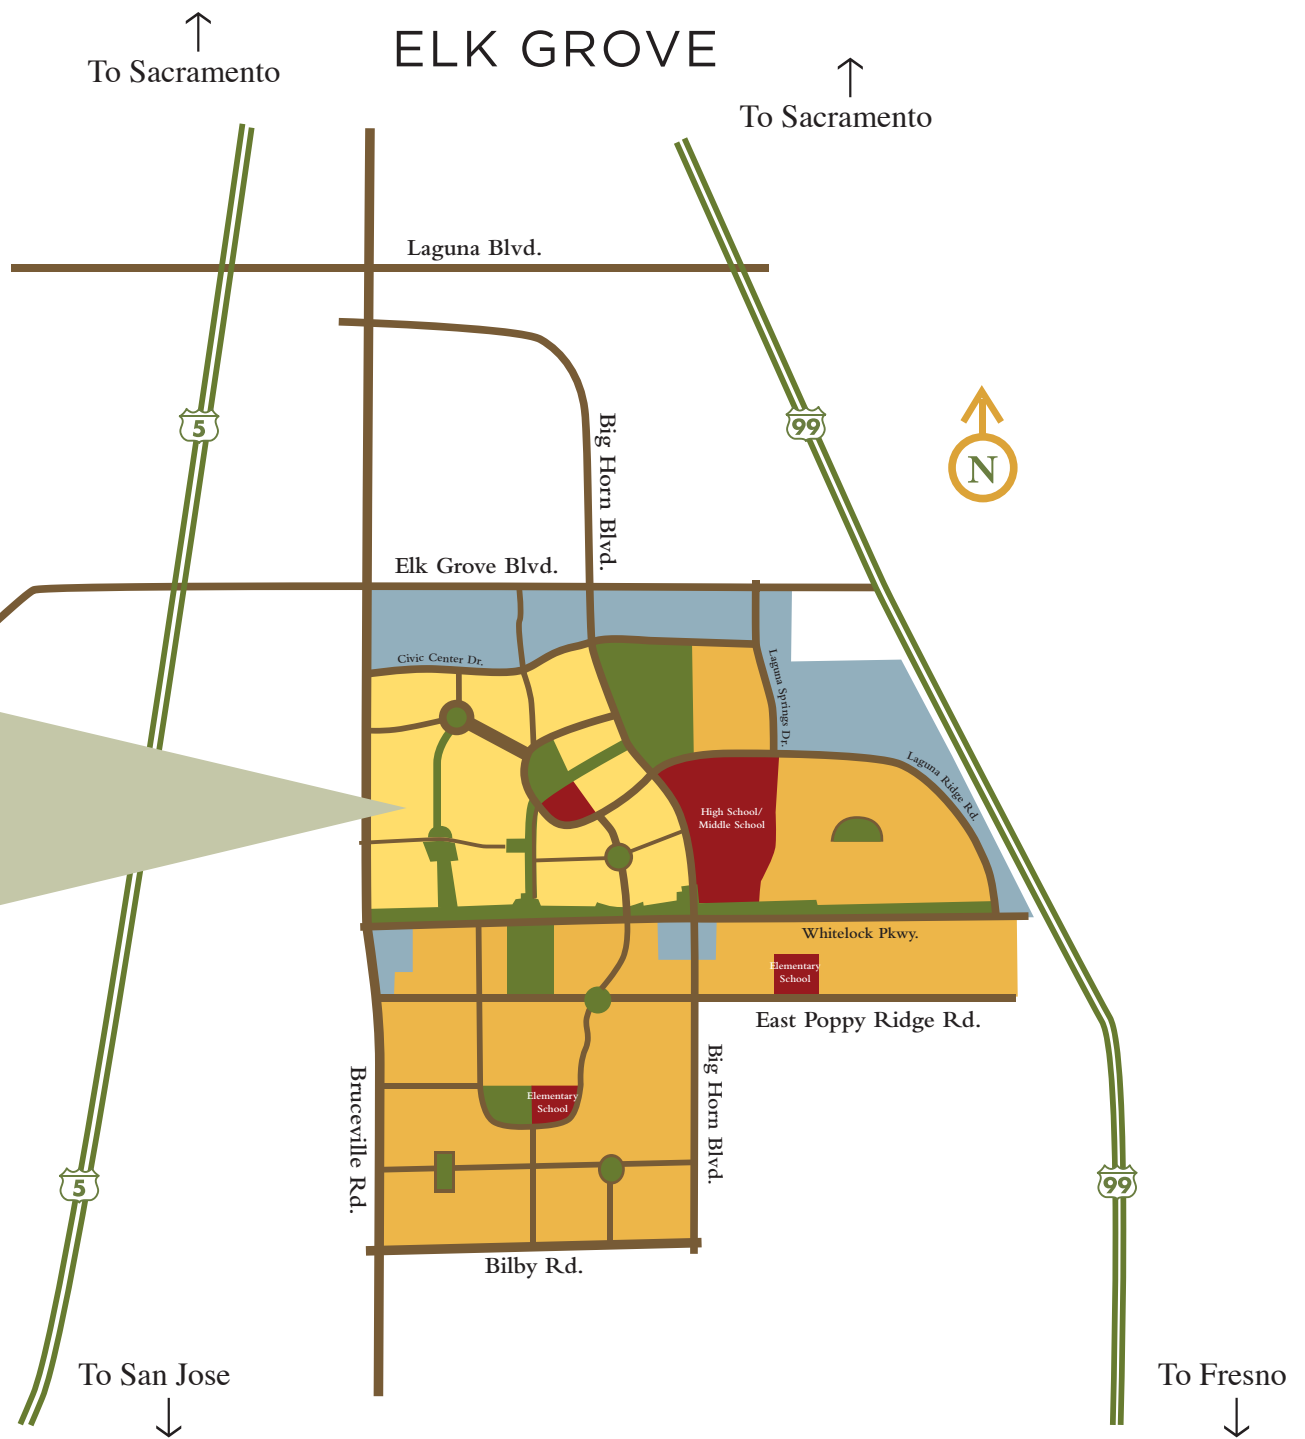 ELK GROVE
To Sacramento
To Sacramento
Laguna Blvd.
5
99
Big Horn Blvd.
N
Elk Grove Blvd.
Civic Center Dr.
Laguna Springs Dr.
Laguna Ridge Rd.
High School/
Middle School
Whitelock Pkwy.
Elementary
School
East Poppy Ridge Rd.
Bruceville Rd.
Big Horn Blvd.
Elementary
School
5
99
Bilby Rd.
To San Jose
To Fresno